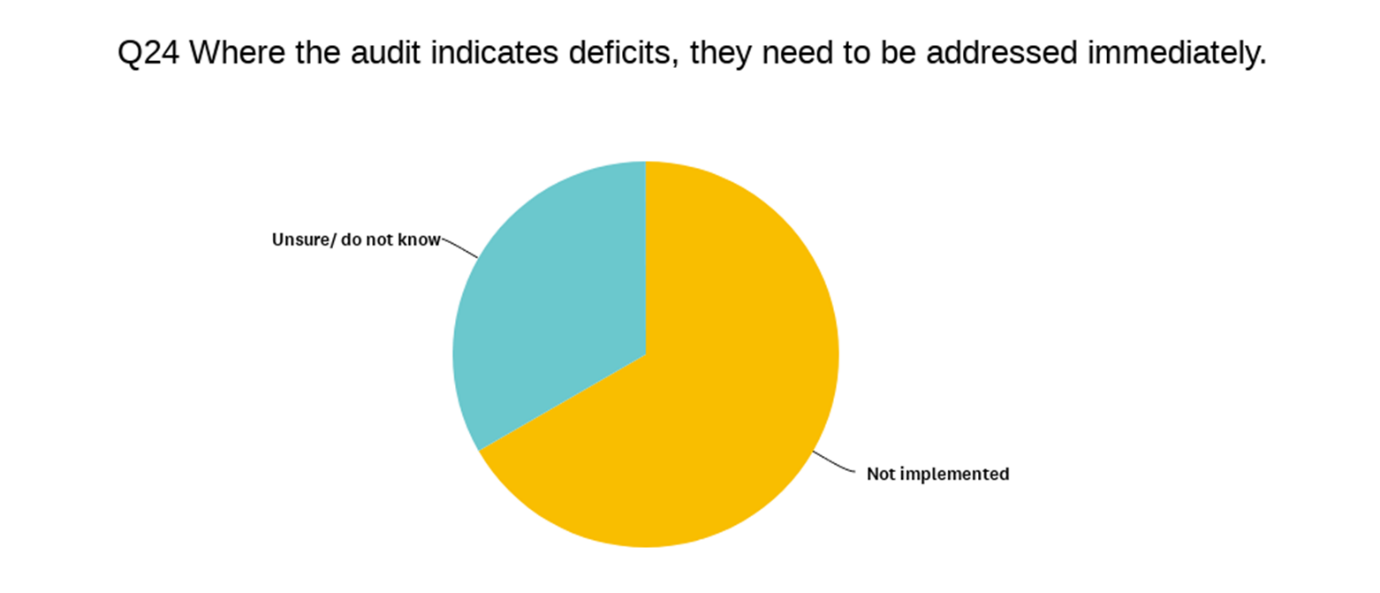 Q24 Where the audit indicates deficits, they need to be addressed immediately.
Unsure/ do not know
Not implemented